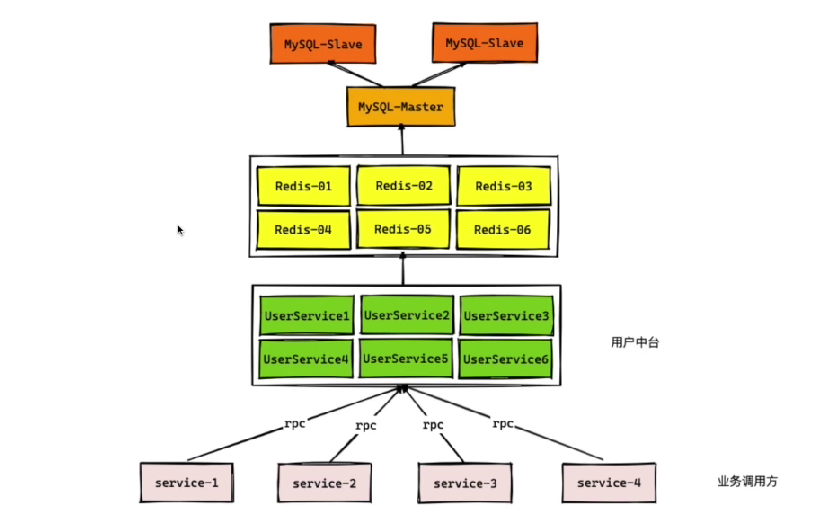 MySQL-Slave
MySQL-Slave
MySQL-Master
Redis-01
Redis-02
Redis-03
Redis-04
Redis-05
Redis-06
UserService1
UserService2
UserService3
UserService4
UserService5
UserService6
用户中台
rpc
rpc
rpc
rpc
service-1
service-2
service-3
service-4
业务调用方